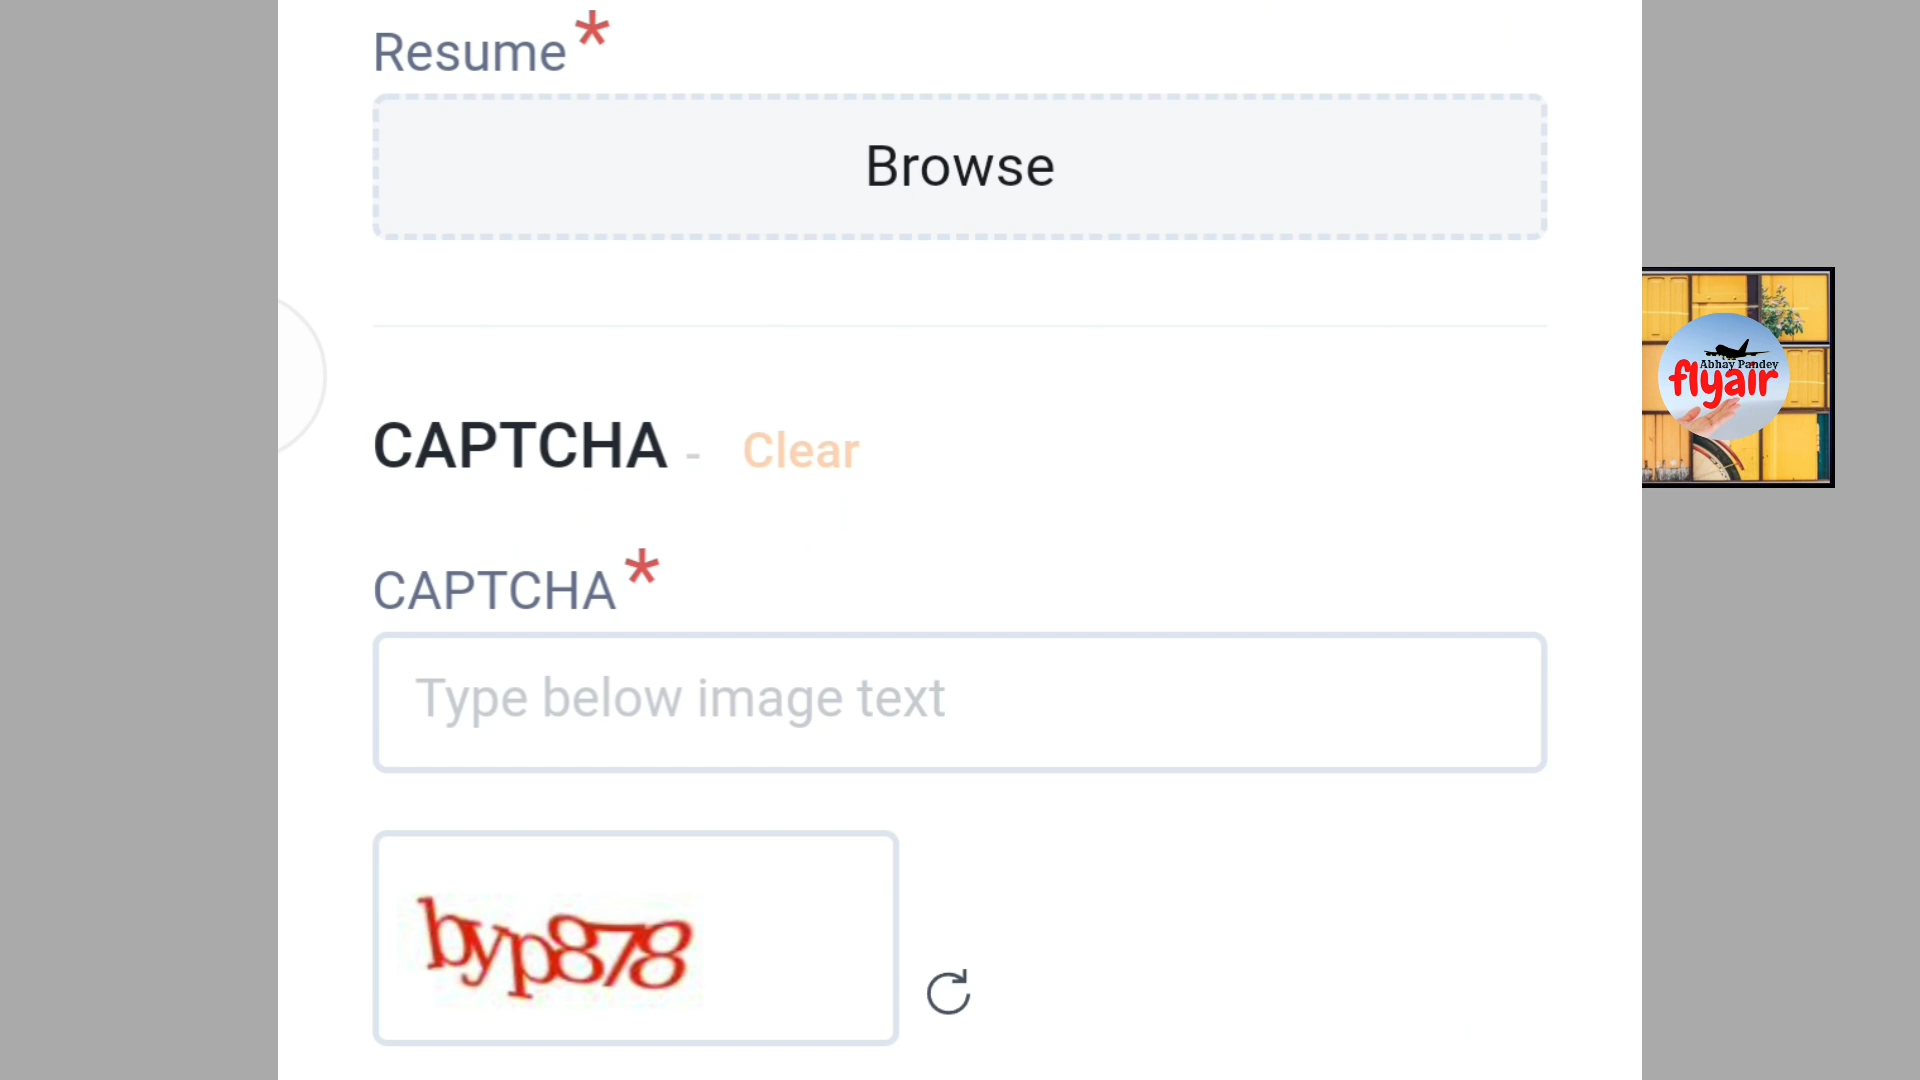 Resume*
Browse
CAPTCHA - Clear
CAPTCHA*
Type below image text
byp878
Abhay Pandey
flyair